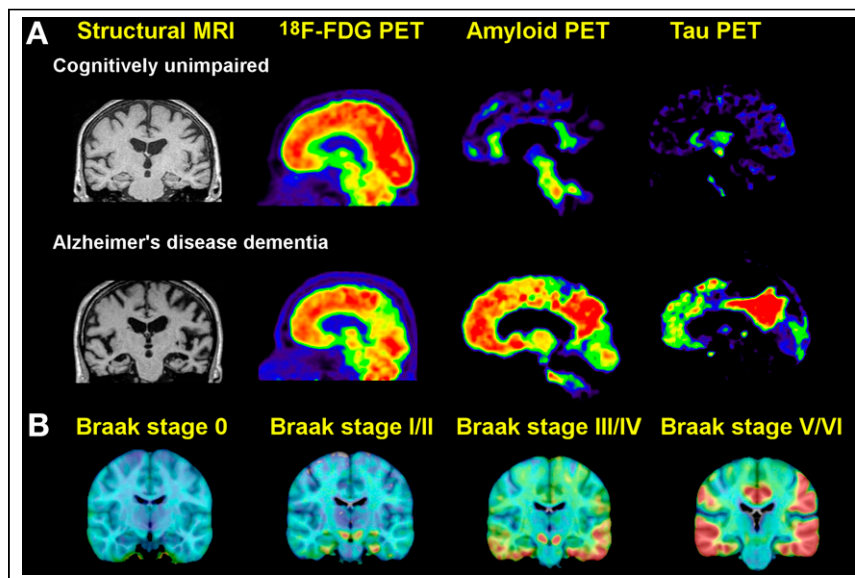 A Structural MRI 18F-FDG PET Amyloid PET Tau PET
Cognitively unimpaired
Alzheimer's disease dementia
B Braak stage 0 Braak stage I/II Braak stage III/IV Braak stage V/VI